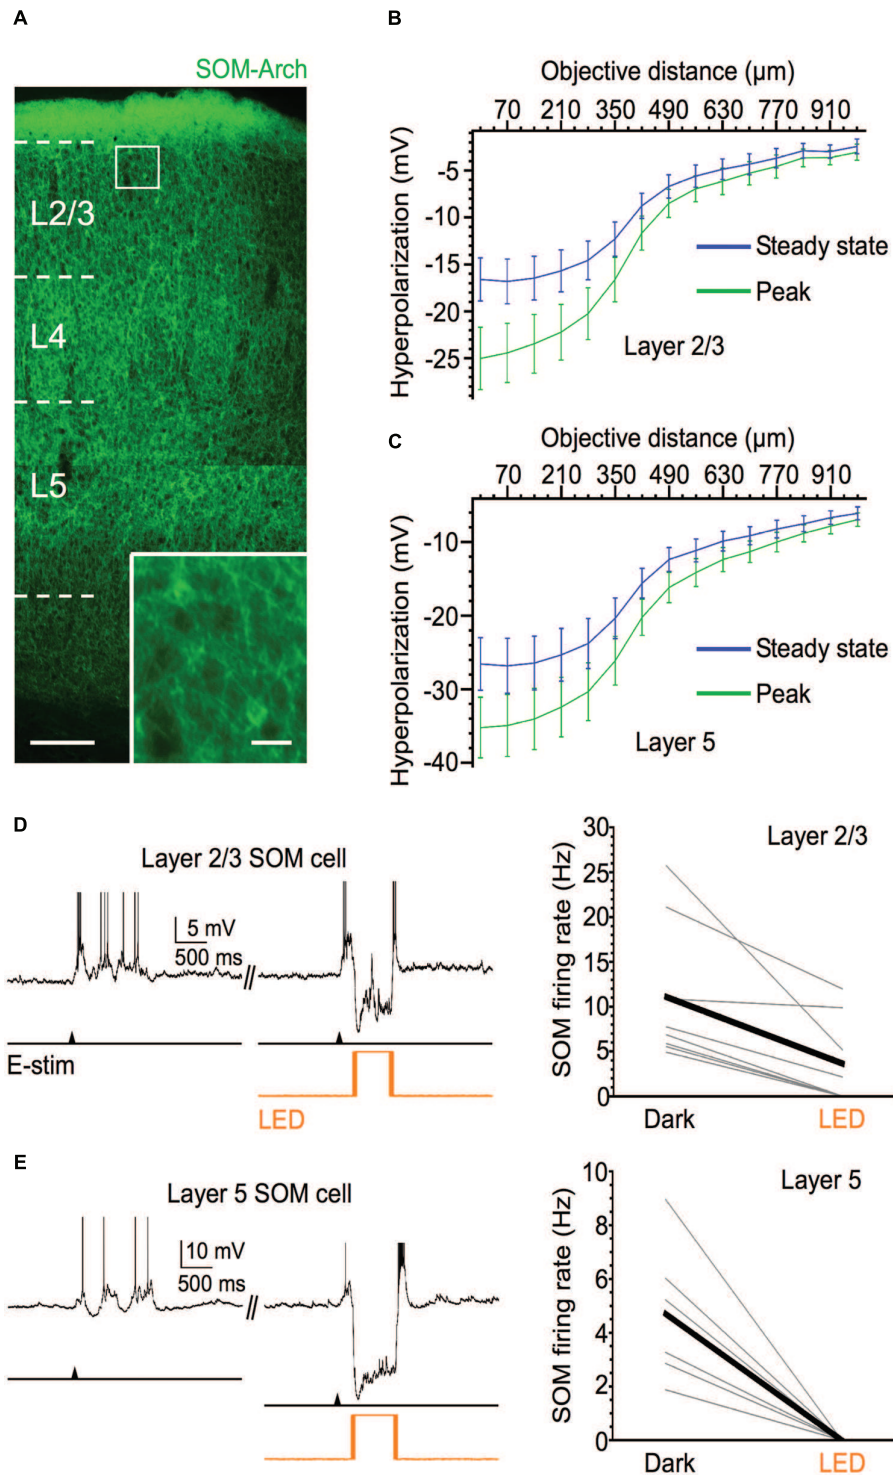 A
SOM-Arch
L2/3
L4
L5
B
Objective distance (µm)
70 210 350 490 630 770 910
Hyperpolarization (mV)
-5
-10
-15
-20
-25
Steady state
Peak
Layer 2/3
C
Objective distance (µm)
70 210 350 490 630 770 910
Hyperpolarization (mV)
-10
-20
-30
-40
Steady state
Peak
Layer 5
D
Layer 2/3 SOM cell
5 mV
500 ms
//
E-stim
LED
Layer 2/3
SOM firing rate (Hz)
30
25
20
15
10
5
0
Dark LED
E
Layer 5 SOM cell
10 mV
500 ms
//
Layer 5
SOM firing rate (Hz)
10
8
6
4
2
0
Dark LED